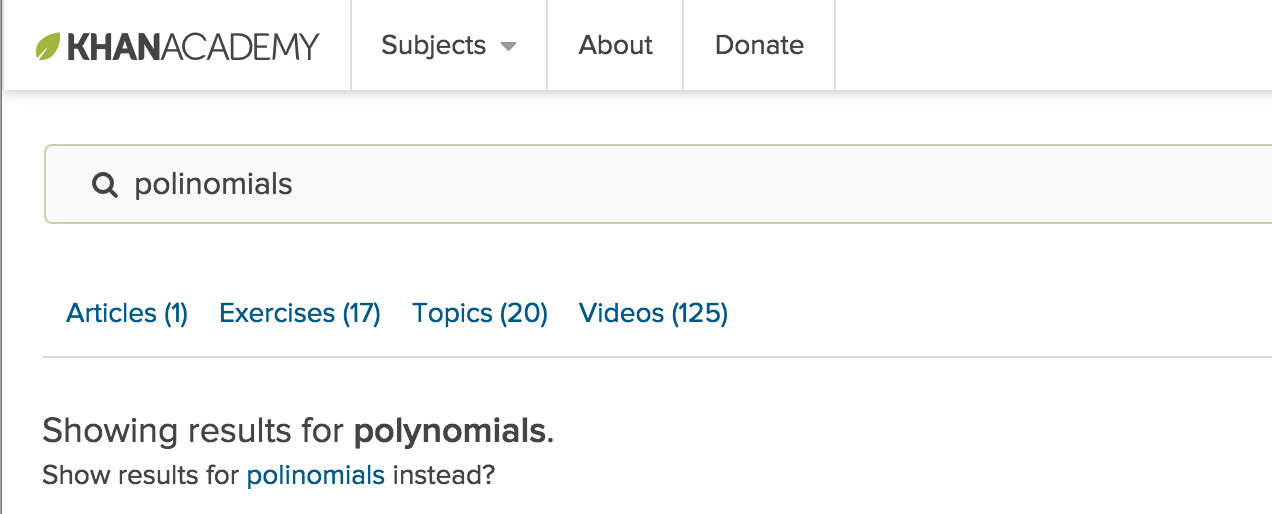 KHANACADEMY Subjects About Donate
polinomials
Articles (1) Exercises (17) Topics (20) Videos (125)
Showing results for polynomials.
Show results for polinomials instead?